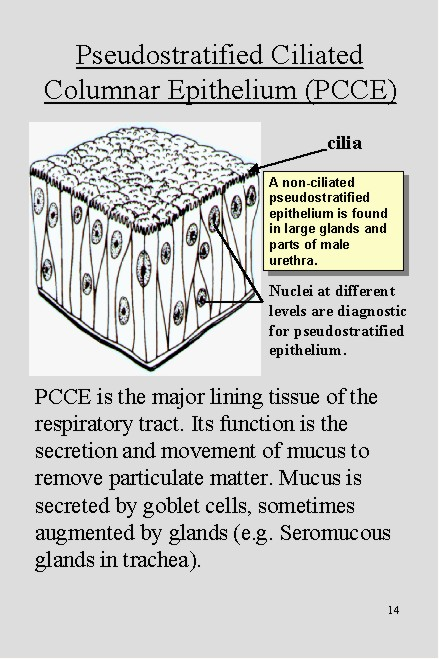 Pseudostratified Ciliated
Columnar Epithelium (PCCE)
cilia
A non-ciliated
pseudostratified
epithelium is found
in large glands and
parts of male
urethra.
Nuclei at different
levels are diagnostic
for pseudostratified
epithelium.
PCCE is the major lining tissue of the
respiratory tract. Its function is the
secretion and movement of mucus to
remove particulate matter. Mucus is
secreted by goblet cells, sometimes
augmented by glands (e.g. Seromucous
glands in trachea).
14